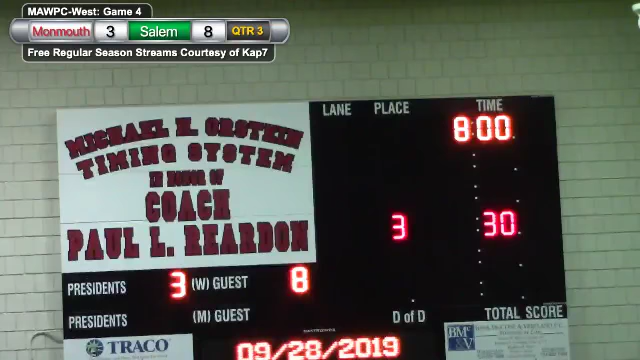 MAWPC-West: Game 4
Monmouth 3 Salem 8 QTR 3
Free Regular Season Streams Courtesy of Kap7
LANE PLACE TIME
8:00
MICHAEL H. ORSTEIN
TIMING SYSTEM
IN HONOR OF
COACH
PAUL L. REARDON
3 30
PRESIDENTS 3 (W) GUEST 8
PRESIDENTS (M) GUEST D of D TOTAL SCORE
TRACO
09/28/2019